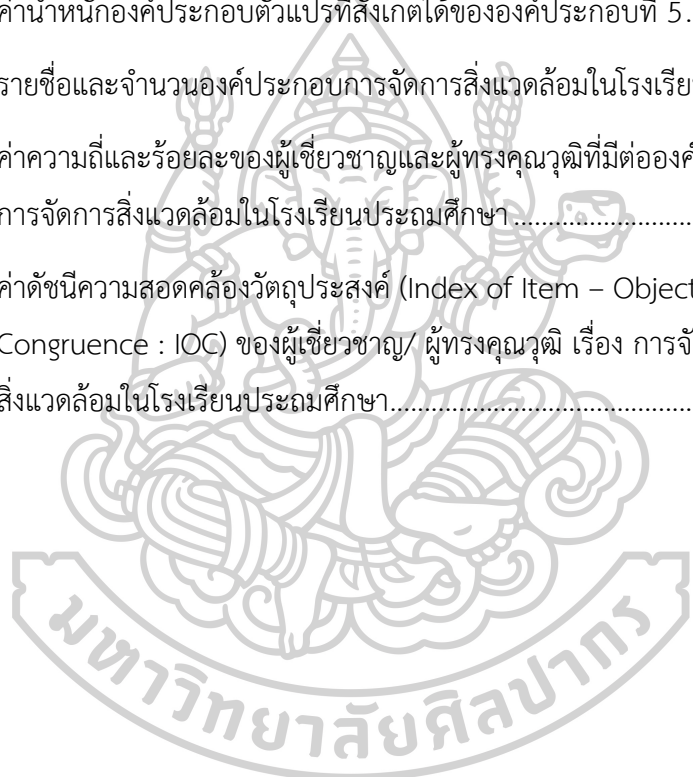 ค่าน้ำหนักองค์ประกอบตัวแปรที่สังเกตได้ขององค์ประกอบที่ 5.
รายชื่อและจำนวนองค์ประกอบการจัดการสิ่งแวดล้อมในโรงเรีย
ค่าความถี่และร้อยละของผู้เชี่ยวชาญและผู้ทรงคุณวุฒิที่มีต่อองค์
การจัดการสิ่งแวดล้อมในโรงเรียนประถมศึกษา ..........................
ค่าดัชนีความสอดคล้องวัตถุประสงค์ (Index of Item – Object
Congruence : IOC) ของผู้เชี่ยวชาญ/ ผู้ทรงคุณวุฒิ เรื่อง การจั
สิ่งแวดล้อมในโรงเรียนประถมศึกษา............................................
มหาวิทยาลัยศิลปากร